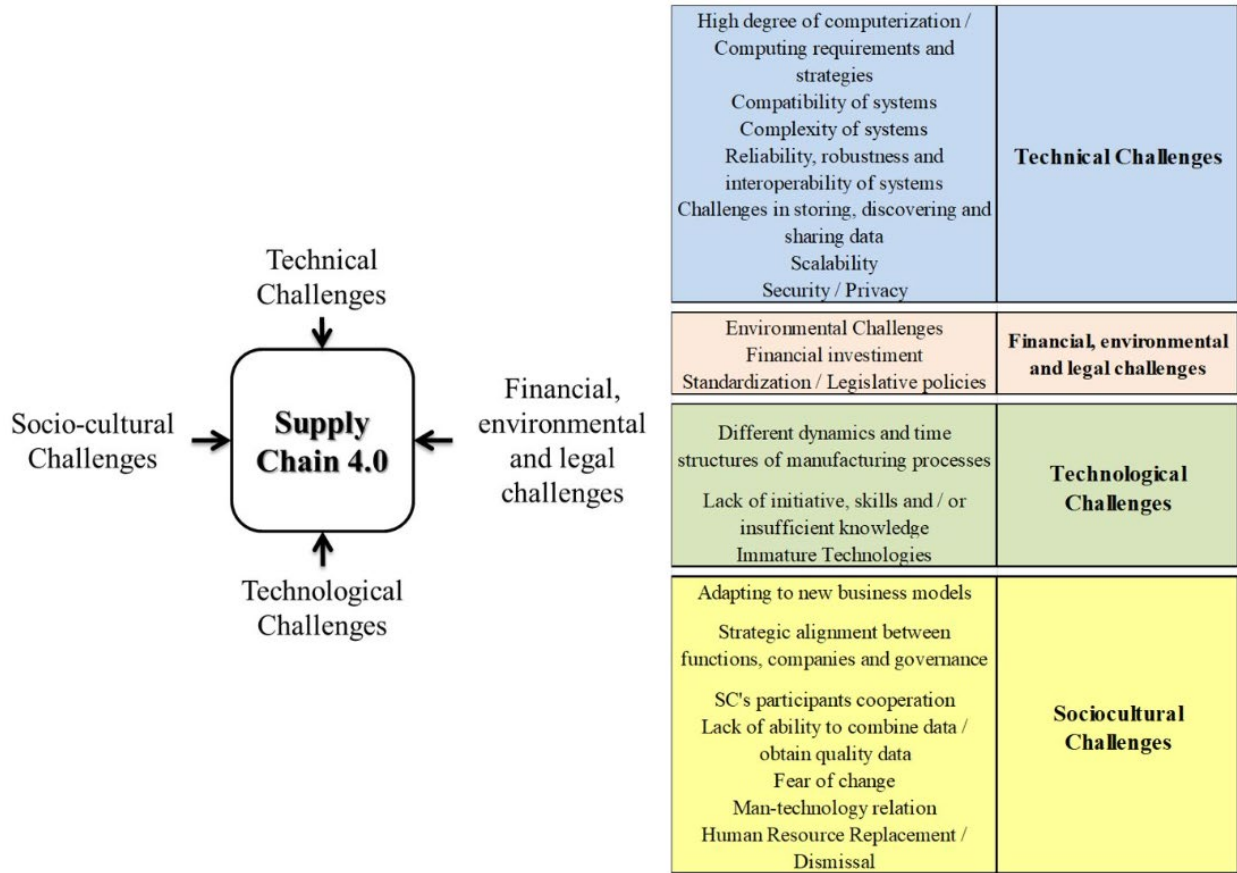 Technical
Challenges
Socio-cultural
Challenges
Supply
Chain 4.0
Financial,
environmental
and legal
challenges
Technological
Challenges
High degree of computerization /
Computing requirements and
strategies
Compatibility of systems
Complexity of systems
Reliability, robustness and
interoperability of systems
Challenges in storing, discovering and
sharing data
Scalability
Security / Privacy
Technical Challenges
Environmental Challenges
Financial investiment
Standardization / Legislative policies
Financial, environmental
and legal challenges
Different dynamics and time
structures of manufacturing processes
Lack of initiative, skills and / or
insufficient knowledge
Immature Technologies
Technological
Challenges
Adapting to new business models
Strategic alignment between
functions, companies and governance
SC's participants cooperation
Lack of ability to combine data /
obtain quality data
Fear of change
Man-technology relation
Human Resource Replacement /
Dismissal
Sociocultural
Challenges